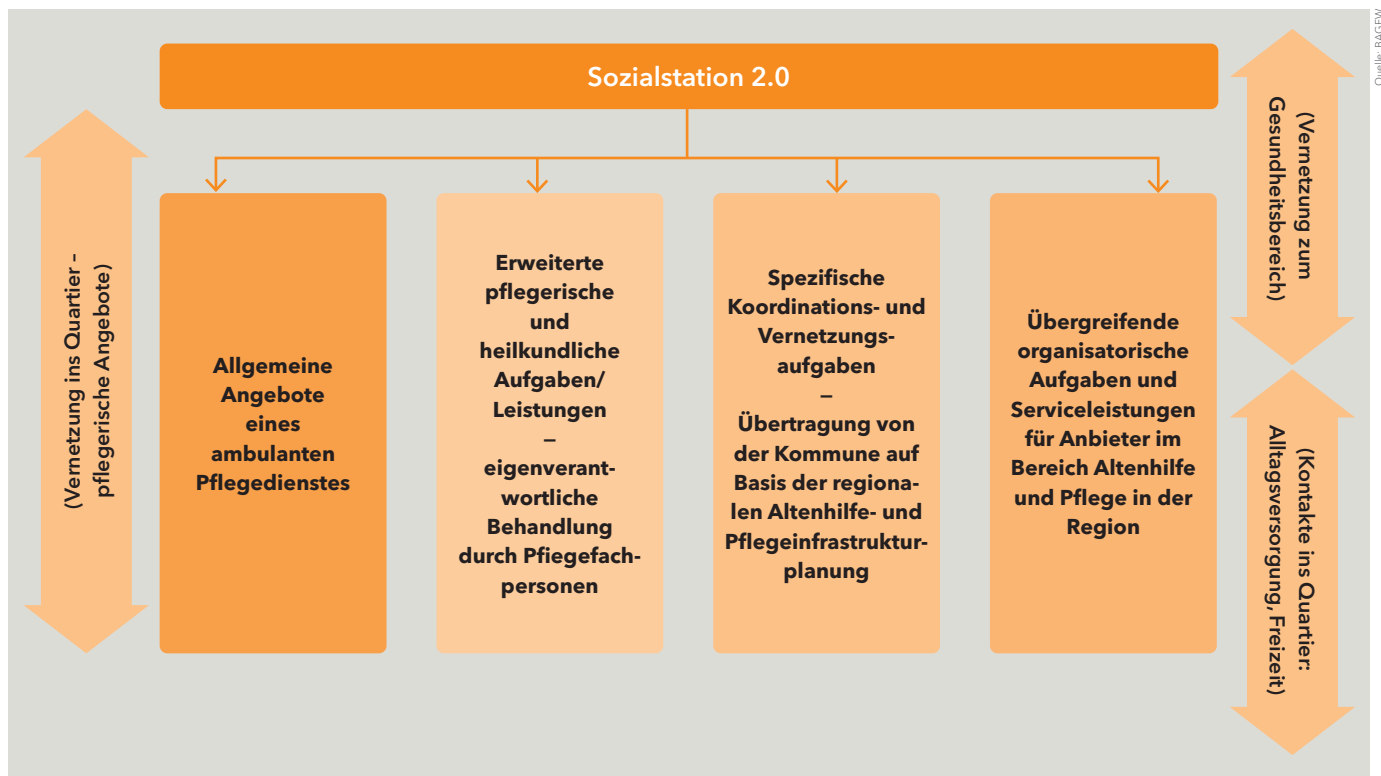 Sozialstation 2.0
(Vernetzung ins Quartier –
pflegerische Angebote)
Allgemeine
Angebote
eines
ambulanten
Pflegedienstes
Erweiterte
pflegerische
und
heilkundliche
Aufgaben/
Leistungen
–
eigenverant-
wortliche
Behandlung
durch Pfiegefach-
personen
Spezifische
Koordinations- und
Vernetzungs-
aufgaben
–
Übertragung von
der Kommune auf
Basis der regiona-
len Altenhilfe- und
Pflegeinfrastruktur-
planung
Übergreifende
organisatorische
Aufgaben und
Serviceleistungen
für Anbieter im
Bereich Altenhilfe
und Pflege in der
Region
(Vernetzung zum
Gesundheitsbereich)
(Kontakte ins Quartier:
Alltagsversorgung, Freizeit)
Quelle: BAGFW